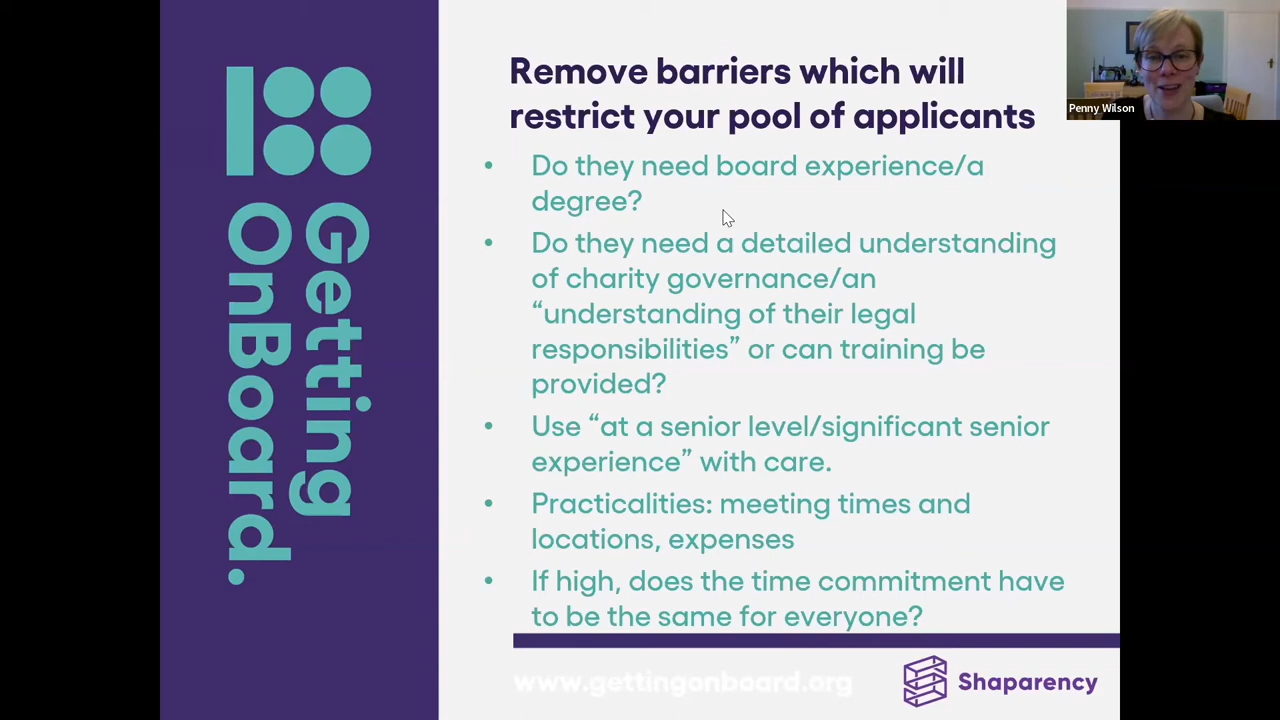 Getting
OnBoard.
Remove barriers which will
restrict your pool of applicants
• Do they need board experience/a
degree?
• Do they need a detailed understanding
of charity governance/an
“understanding of their legal
responsibilities” or can training be
provided?
• Use “at a senior level/significant senior
experience” with care.
• Practicalities: meeting times and
locations, expenses
• If high, does the time commitment have
to be the same for everyone?
www.gettingonboard.org
Shaparency
Penny Wilson